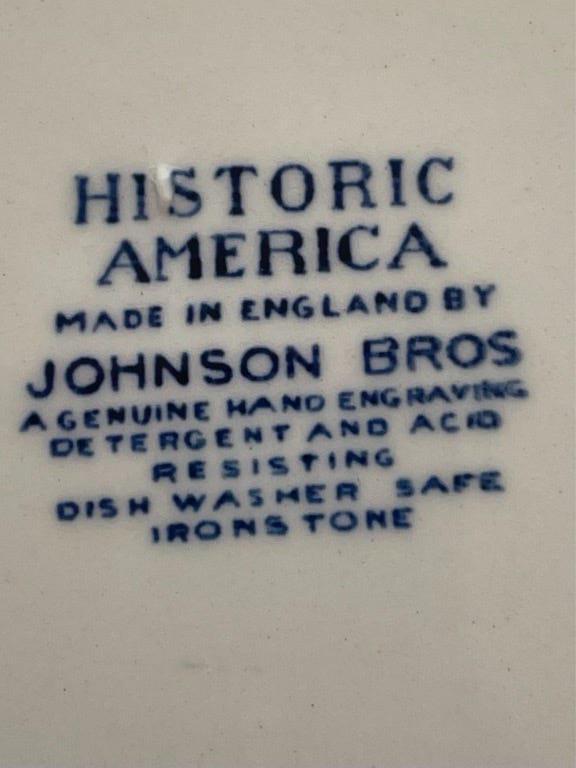 HISTORIC
AMERICA
MADE IN ENGLAND BY
JOHNSON BROS
A GENUINE HAND ENGRAVING
DETERGENT AND ACID
RESISTING
DISH WASHER SAFE
IRONSTONE